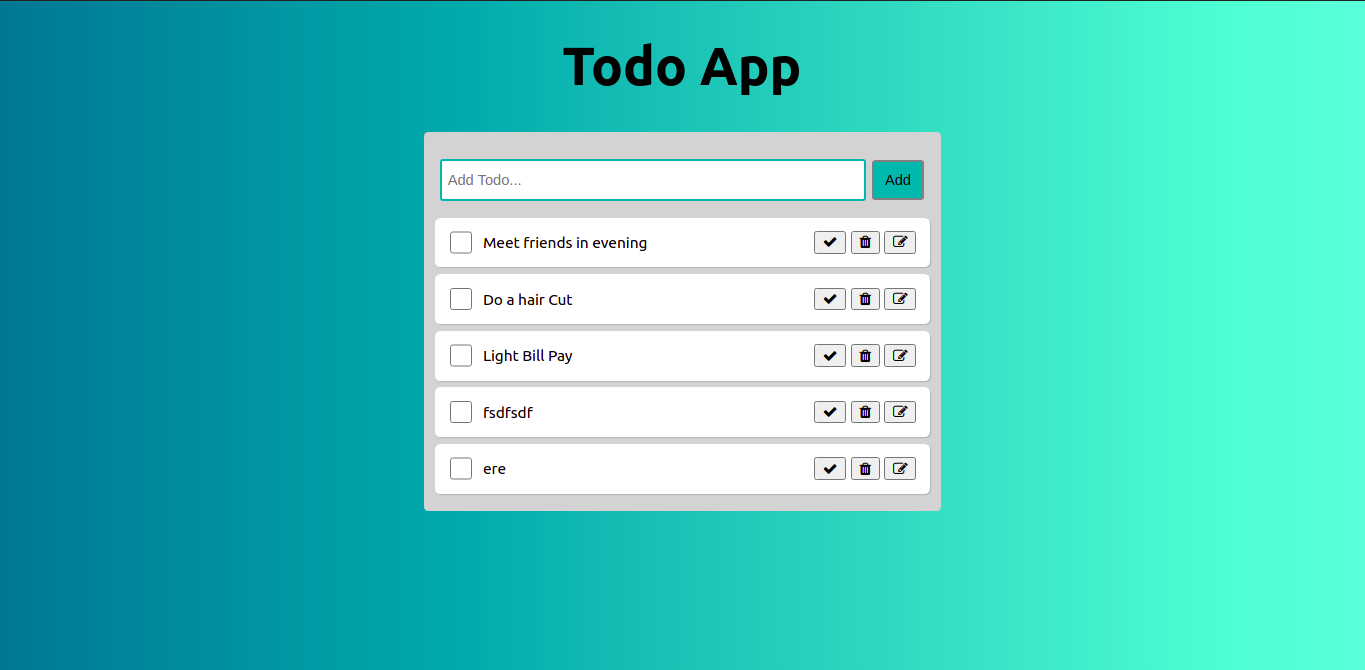 Todo App
Add Todo...
Add
Meet friends in evening
Do a hair Cut
Light Bill Pay
fsdfsdf
ere